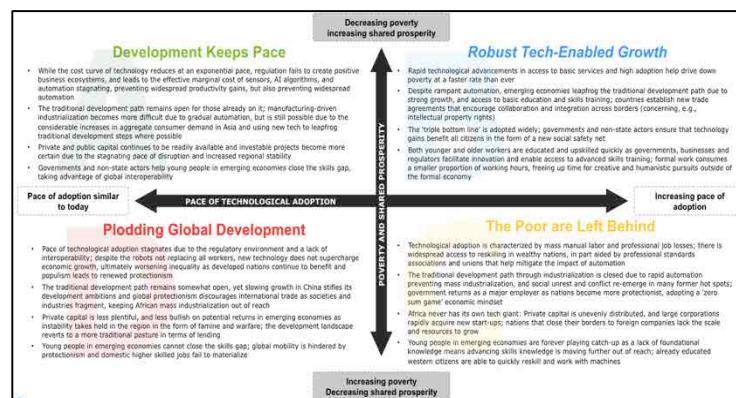 Decreasing poverty
increasing shared prosperity
Development Keeps Pace
• While the cost curve of technology reduces at an exponential pace, regulation fails to create positive
business ecosystems, and leads to the effective marginal cost of sensors, AI algorithms, and
automation stagnating, preventing widespread productivity gains, but also preventing widespread
automation
• The traditional development path remains open for those already on it; manufacturing-driven
industrialization becomes more difficult due to gradual automation, but is still possible due to the
considerable increases in aggregate consumer demand in Asia and using new tech to leapfrog
traditional development steps where possible
• Private and public capital continues to be readily available and investable projects become more
certain due to the stagnating pace of disruption and increased regional stability
• Governments and non-state actors help young people in emerging economies close the skills gap,
taking advantage of global interoperability
Robust Tech-Enabled Growth
• Rapid technological advancements in access to basic services and high adoption help drive down
poverty at a faster rate than ever
• Despite rampant automation, emerging economies leapfrog the traditional development path due to
strong growth, and access to basic education and skills training; countries establish new trade
agreements that encourage collaboration and integration across borders (concerning, e.g.,
intellectual property rights)
• The 'triple bottom line' is adopted widely; governments and non-state actors ensure that technology
gains benefit all citizens in the form of a new social safety net
• Both younger and older workers are educated and upskilled quickly as governments, businesses and
regulators facilitate innovation and enable access to advanced skills training; formal work consumes
a smaller proportion of working hours, freeing up time for creative and humanistic pursuits outside of
the formal economy
Pace of adoption similar
to today
PACE OF TECHNOLOGICAL ADOPTION
POVERTY AND SHARED PROSPERITY
Increasing pace of
adoption
Plodding Global Development
• Pace of technological adoption stagnates due to the regulatory environment and a lack of
interoperability; despite the robots not replacing all workers, new technology does not supercharge
economic growth, ultimately worsening inequality as developed nations continue to benefit and
populism leads to renewed protectionism
• The traditional development path remains somewhat open, yet slowing growth in China stifles its
development ambitions and global protectionism discourages international trade as societies and
industries fragment, keeping African mass industrialization out of reach
• Private capital is less plentiful, and less bullish on potential returns in emerging economies as
instability takes hold in the region in the form of famine and warfare; the development landscape
reverts to a more traditional posture in terms of lending
• Young people in emerging economies cannot close the skills gap; global mobility is hindered by
protectionism and domestic higher skilled jobs fail to materialize
The Poor are Left Behind
• Technological adoption is characterized by mass manual labor and professional job losses; there is
widespread access to reskilling in wealthy nations, in part aided by professional standards
associations and unions that help mitigate the impact of automation
• The traditional development path through industrialization is closed due to rapid automation
preventing mass industrialization, and social unrest and conflict re-emerge in many former hot spots;
government returns as a major employer as nations become more protectionist, adopting a 'zero
sum game' economic mindset
• Africa never has its own tech giant: Private capital is unevenly distributed, and large corporations
rapidly acquire new start-ups; nations that close their borders to foreign companies lack the scale
and resources to grow
• Young people in emerging economies are forever playing catch-up as a lack of foundational
knowledge means advancing skills knowledge is moving further out of reach; already educated
western citizens are able to quickly reskill and work with machines
Increasing poverty
Decreasing shared prosperity